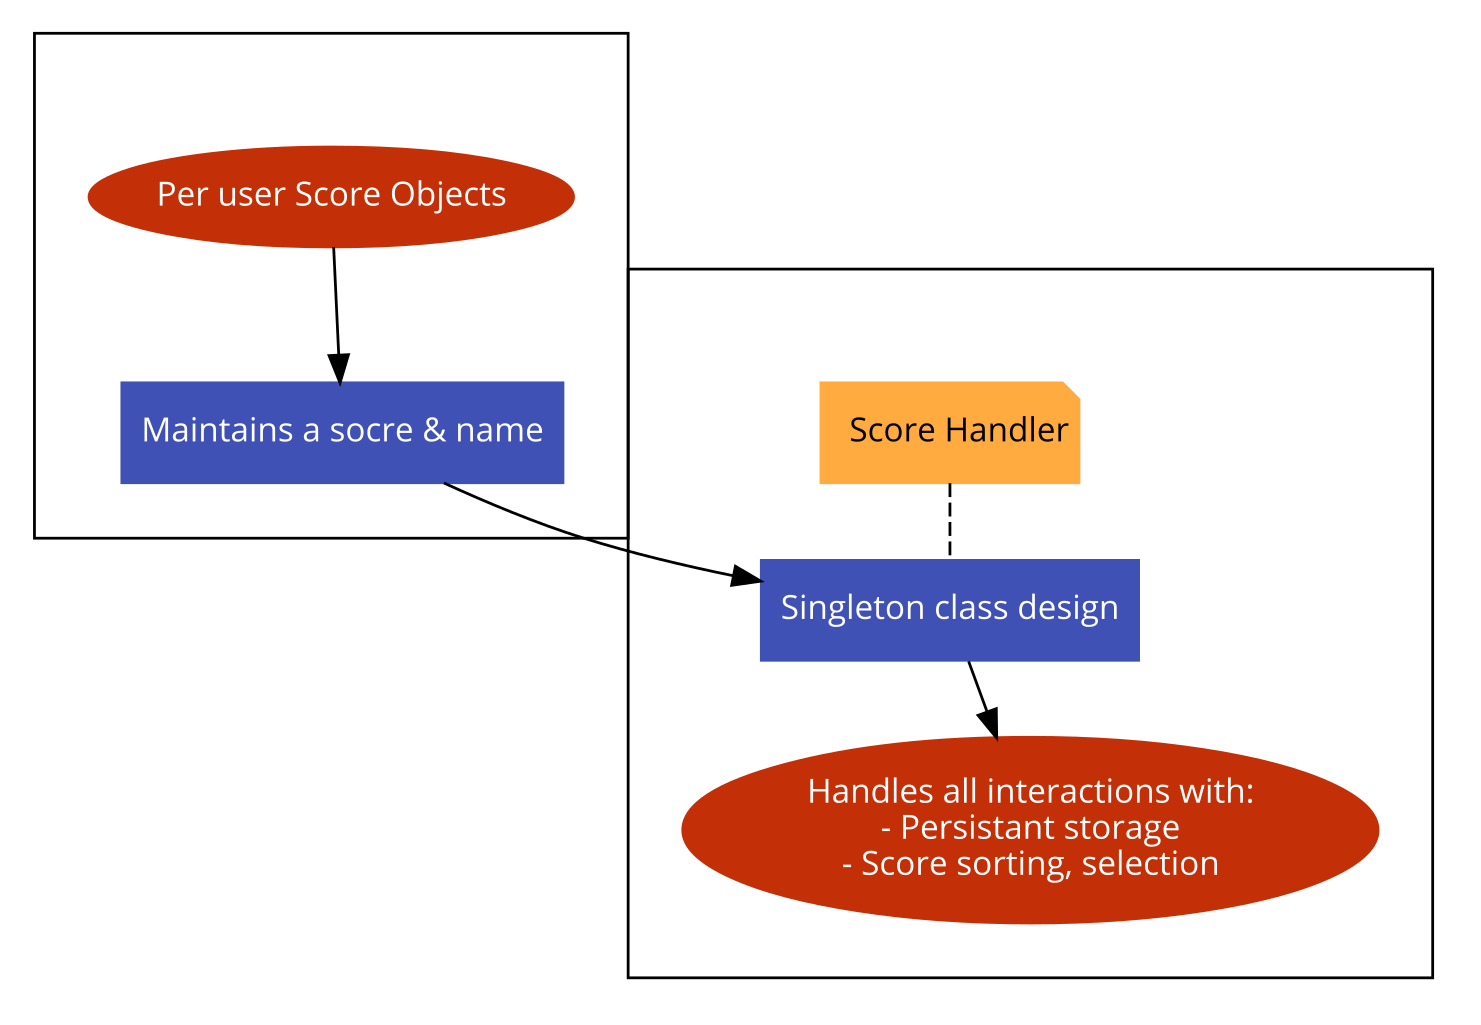 Per user Score Objects
Maintains a socre & name
Score Handler
Singleton class design
Handles all interactions with:
- Persistant storage
- Score sorting, selection